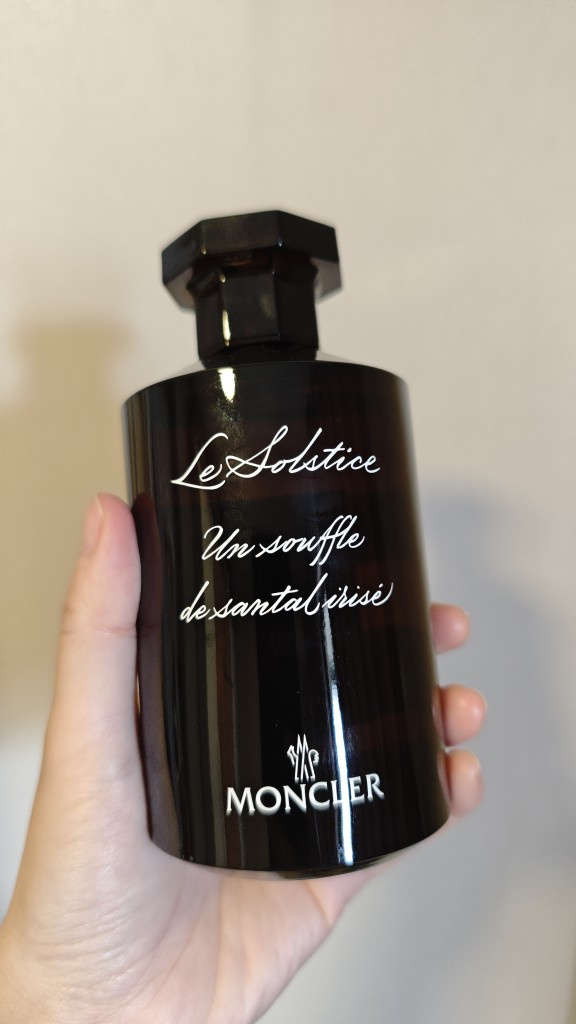 Le Solstice
Un souffle
de santal irisé
MONCLER